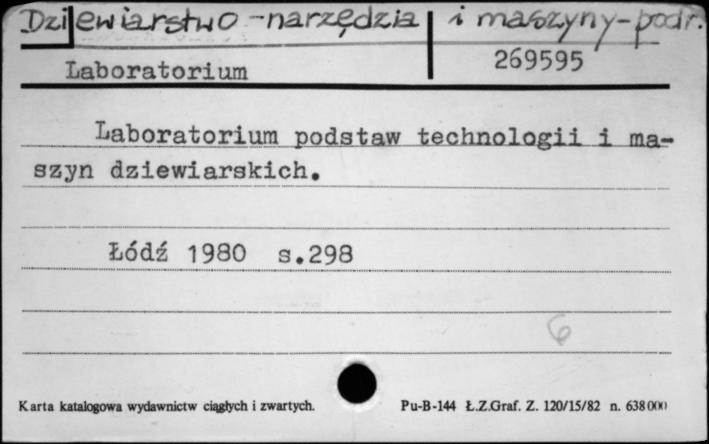 Dziewiarstwo - narzędzia i maszyny - podr.
Laboratorium 269595
Laboratorium podstaw technologii i ma-
szyn dziewiarskich.
Łódź 1980 s.298
6
Karta katalogowa wydawnictw ciągłych i zwartych. Pu-B-144 Ł.Z.Graf. Z. 120/15/82 n. 638000